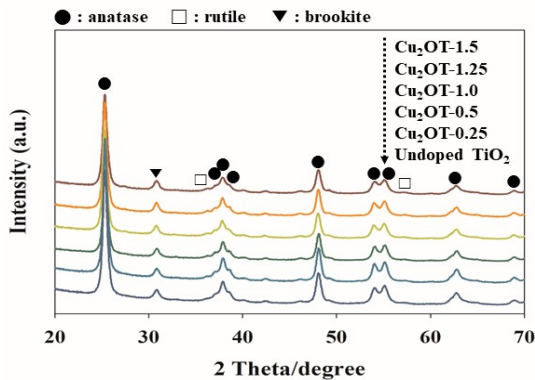 : anatase : rutile : brookite
Cu₂OT-1.5
Cu₂OT-1.25
Cu₂OT-1.0
Cu₂OT-0.5
Cu₂OT-0.25
Undoped TiO₂
Intensity (a.u.)
20 30 40 50 60 70
2 Theta/degree